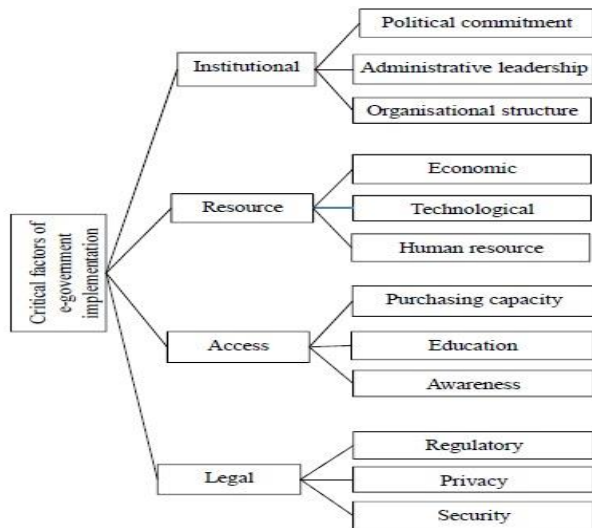 Critical factors of
e-government
implementation
Institutional
Political commitment
Administrative leadership
Organisational structure
Resource
Economic
Technological
Human resource
Access
Purchasing capacity
Education
Awareness
Legal
Regulatory
Privacy
Security